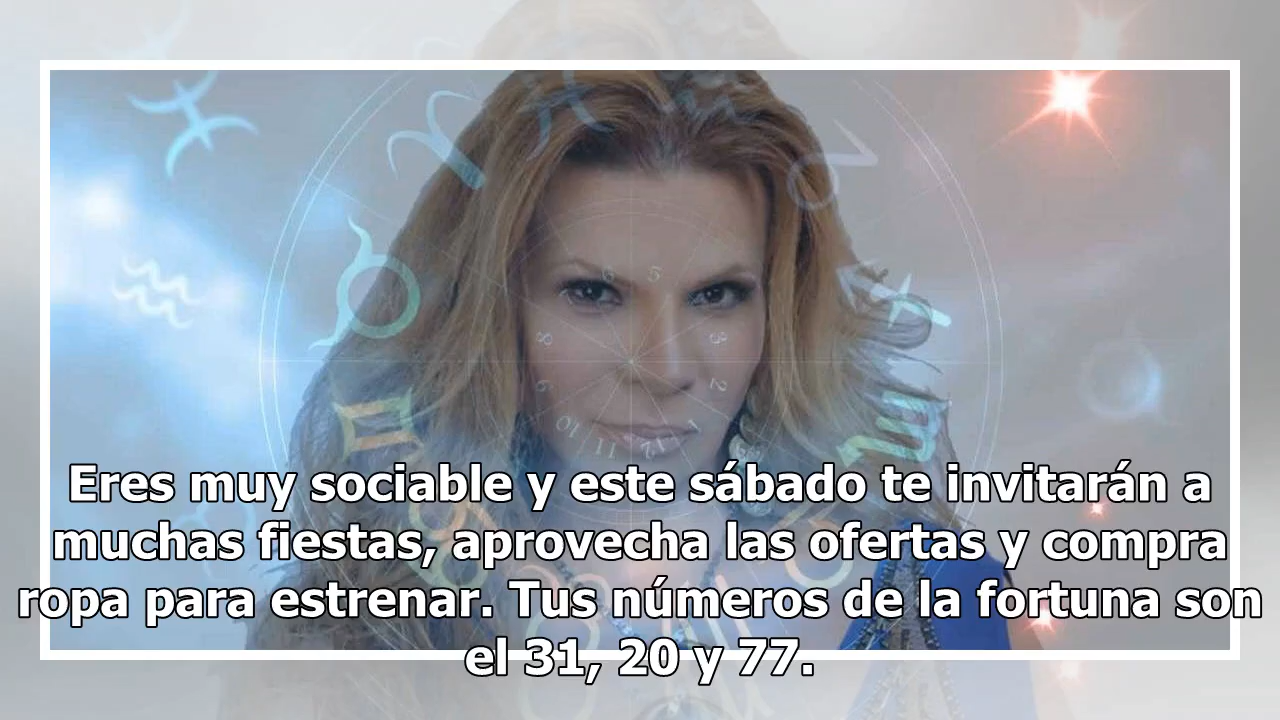 Eres muy sociable y este sábado te invitarán a
muchas fiestas, aprovecha las ofertas y compra
ropa para estrenar. Tus números de la fortuna son
el 31, 20 y 77.